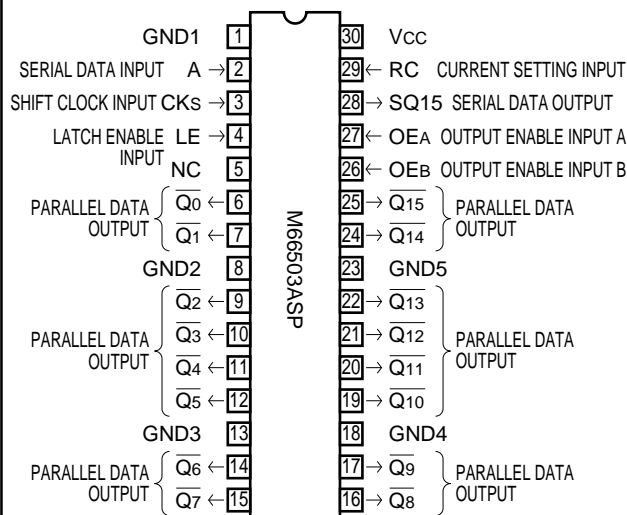 GND1 1 30 VCC
SERIAL DATA INPUT A → 2 29 ← RC CURRENT SETTING INPUT
SHIFT CLOCK INPUT CKS → 3 28 → SQ15 SERIAL DATA OUTPUT
LATCH ENABLE INPUT LE → 4 27 ← OEA OUTPUT ENABLE INPUT A
NC 5 26 ← OEB OUTPUT ENABLE INPUT B
PARALLEL DATA OUTPUT
Q0 ← 6 25 → Q15
Q1 ← 7 24 → Q14
PARALLEL DATA OUTPUT
GND2 8 23 GND5
M66503ASP
PARALLEL DATA OUTPUT
Q2 ← 9 22 → Q13
Q3 ← 10 21 → Q12
Q4 ← 11 20 → Q11
Q5 ← 12 19 → Q10
PARALLEL DATA OUTPUT
GND3 13 18 GND4
PARALLEL DATA OUTPUT
Q6 ← 14 17 → Q9
Q7 ← 15 16 → Q8
PARALLEL DATA OUTPUT